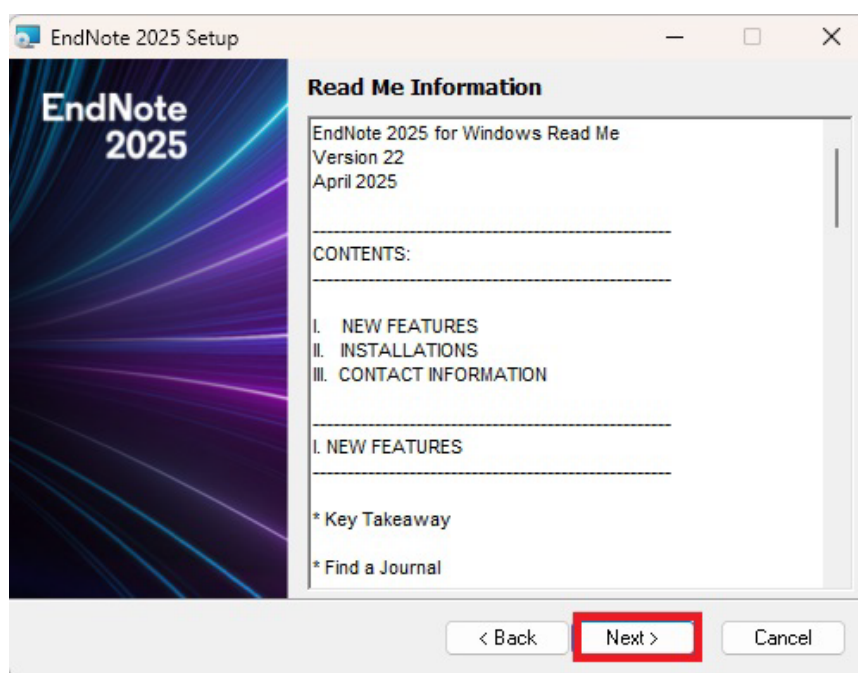 EndNote 2025 Setup
EndNote
2025
Read Me Information
EndNote 2025 for Windows Read Me
Version 22
April 2025
------------------------------------------------------------
CONTENTS:
------------------------------------------------------------
I. NEW FEATURES
II. INSTALLATIONS
III. CONTACT INFORMATION
------------------------------------------------------------
I. NEW FEATURES
------------------------------------------------------------
* Key Takeaway
* Find a Journal
< Back Next > Cancel